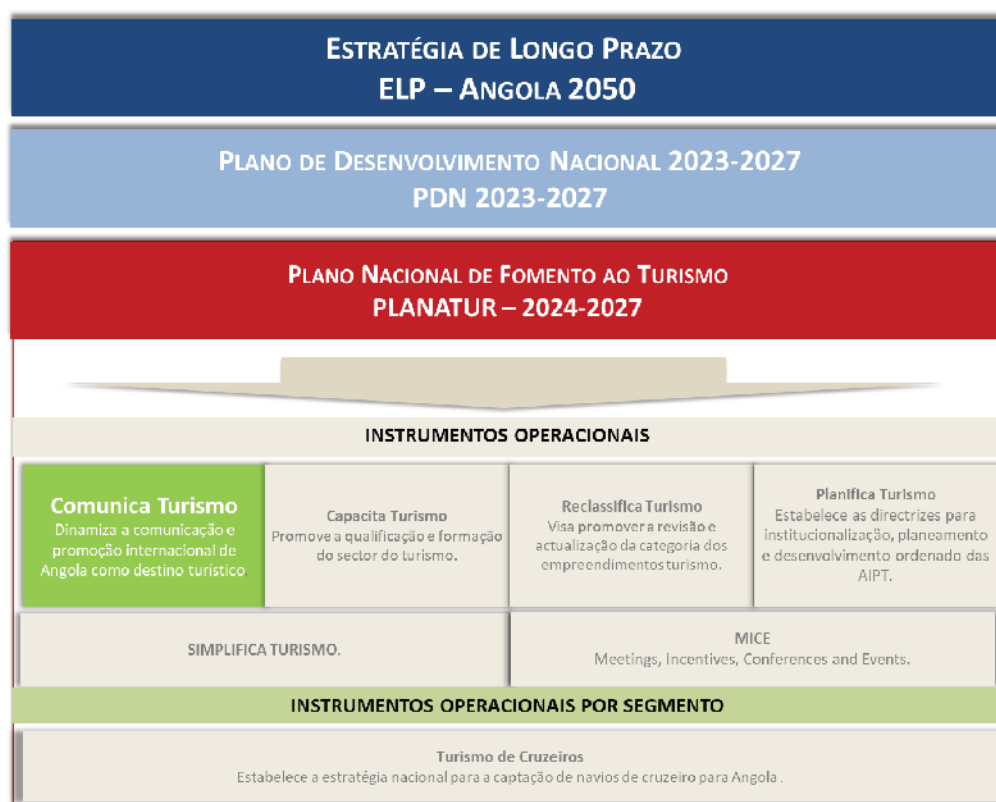 ESTRATÉGIA DE LONGO PRAZO
ELP – ANGOLA 2050
PLANO DE DESENVOLVIMENTO NACIONAL 2023-2027
PDN 2023-2027
PLANO NACIONAL DE FOMENTO AO TURISMO
PLANATUR – 2024-2027
INSTRUMENTOS OPERACIONAIS
Comunica Turismo
Dinamiza a comunicação e
promoção internacional de
Angola como destino turístico.
Capacita Turismo
Promove a qualificação e formação
do sector do turismo.
Reclassifica Turismo
Visa promover a revisão e
actualização da categoria dos
empreendimentos turismo.
Planifica Turismo
Estabelece as directrizes para
institucionalização, planeamento
e desenvolvimento ordenado das
AIPT.
SIMPLIFICA TURISMO.
MICE
Meetings, Incentives, Conferences and Events.
INSTRUMENTOS OPERACIONAIS POR SEGMENTO
Turismo de Cruzeiros
Estabelece a estratégia nacional para a captação de navios de cruzeiro para Angola .